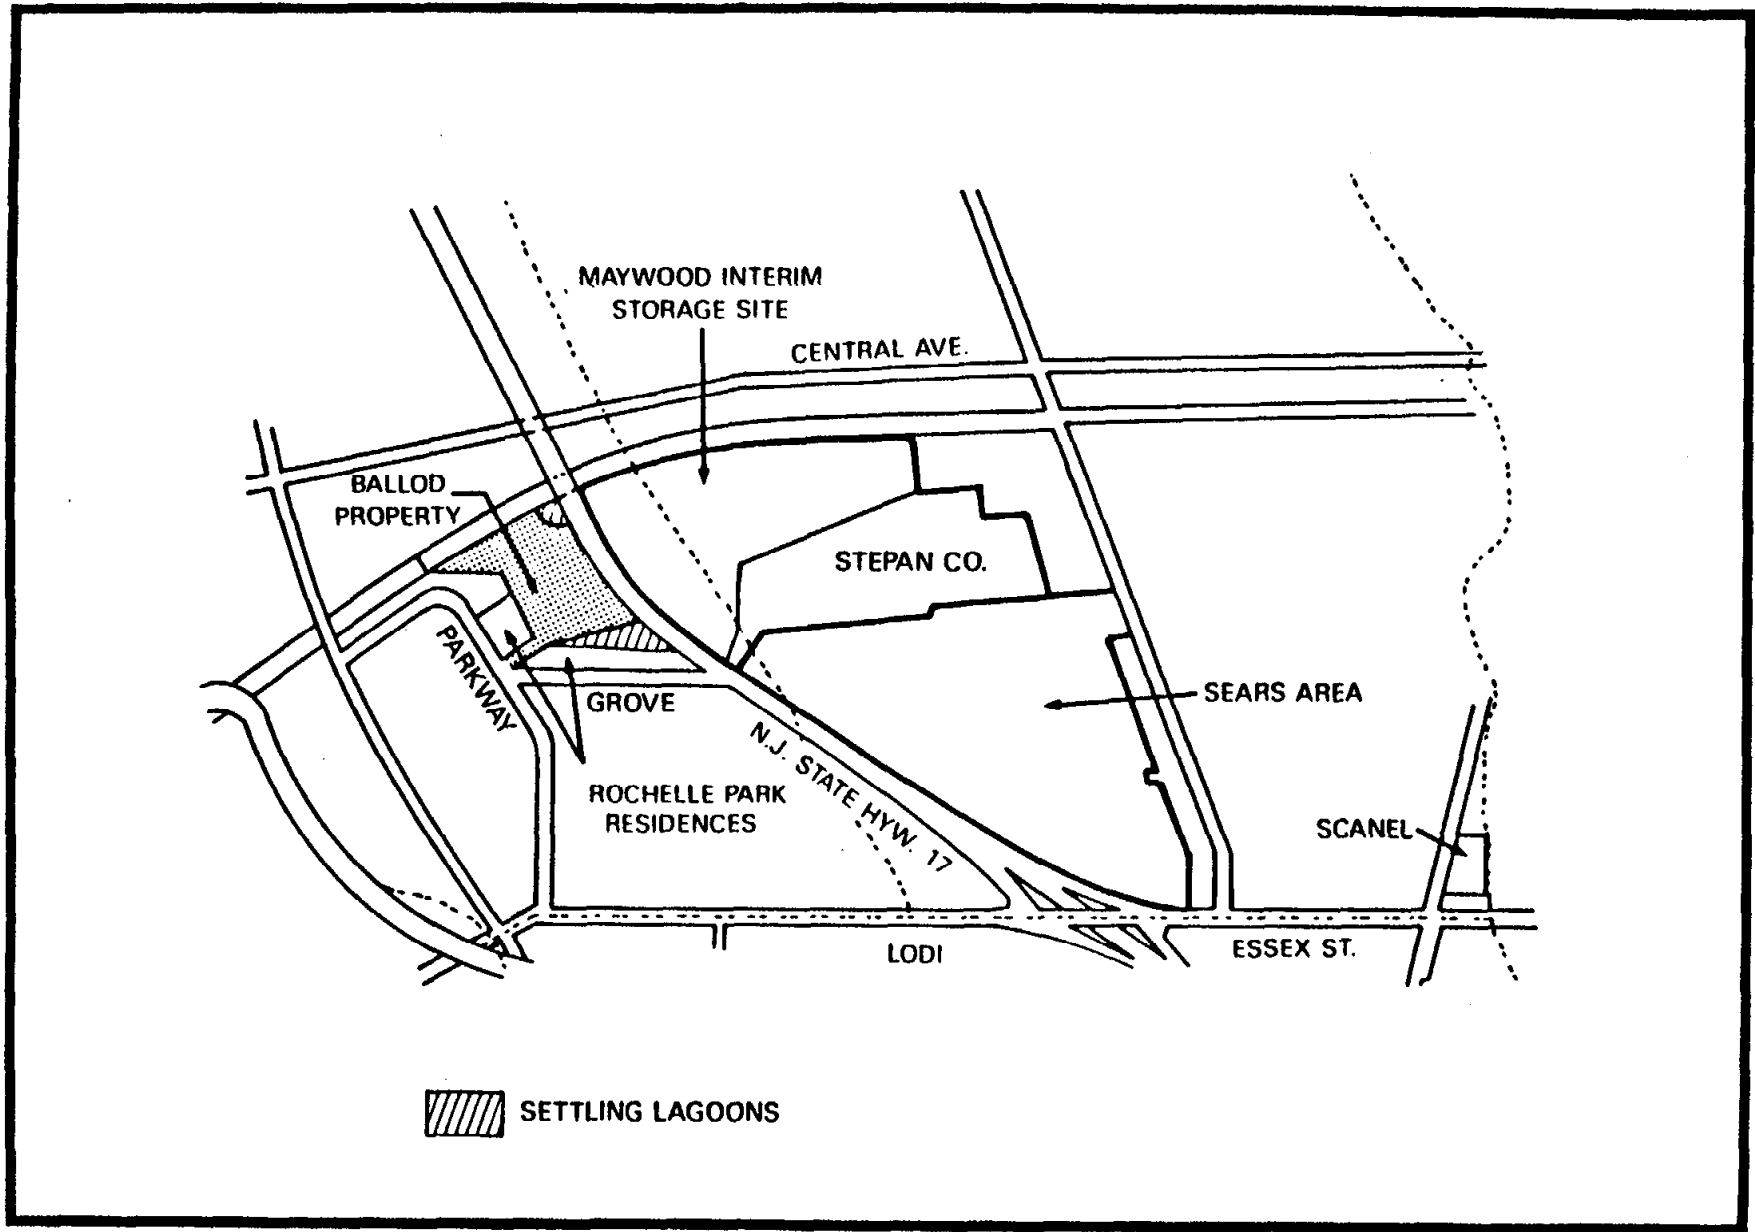 MAYWOOD INTERIM
STORAGE SITE
CENTRAL AVE.
BALLOD
PROPERTY
STEPAN CO.
PARKWAY
GROVE
SEARS AREA
N.J. STATE HYW. 17
ROCHELLE PARK
RESIDENCES
SCANEL
LODI
ESSEX ST.
SETTLING LAGOONS